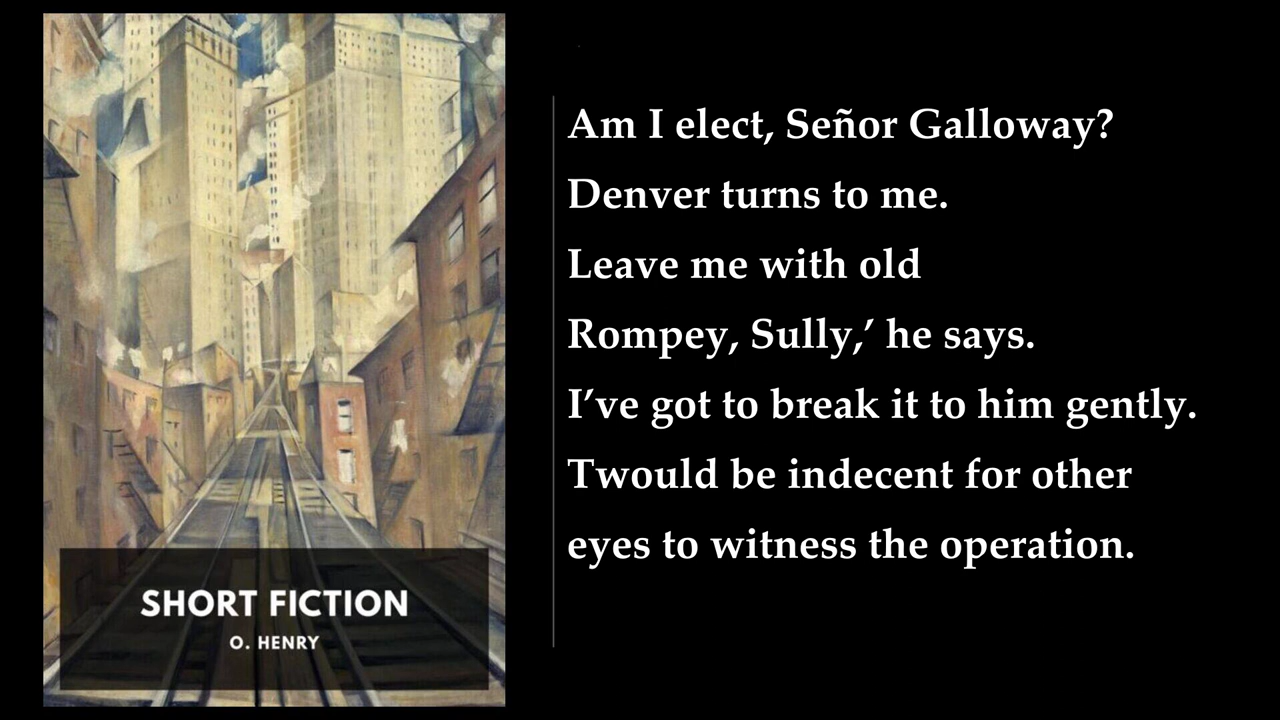 SHORT FICTION
O. HENRY
Am I elect, Señor Galloway?
Denver turns to me.
Leave me with old
Rompey, Sully,’ he says.
I’ve got to break it to him gently.
Twould be indecent for other
eyes to witness the operation.